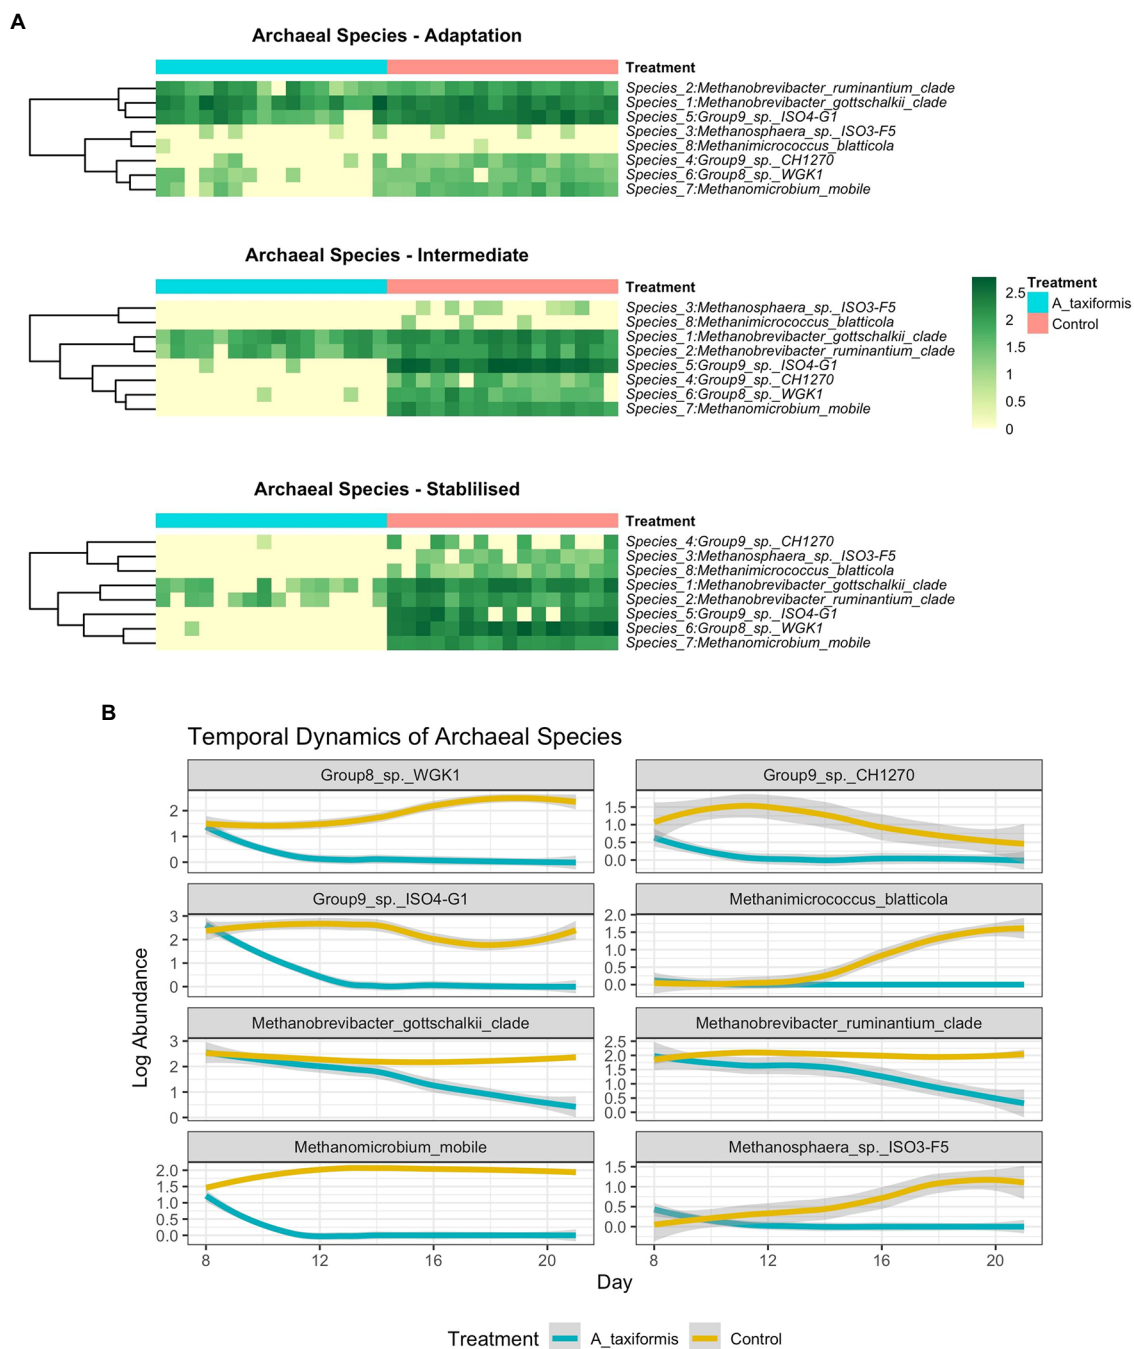 A
Archaeal Species - Adaptation
Treatment
Species_2:Methanobrevibacter_ruminantium_clade
Species_1:Methanobrevibacter_gottschalkii_clade
Species_5:Group9_sp._ISO4-G1
Species_3:Methanosphaera_sp._ISO3-F5
Species_8:Methanimicrococcus_blatticola
Species_4:Group9_sp._CH1270
Species_6:Group8_sp._WGK1
Species_7:Methanomicrobium_mobile
Archaeal Species - Intermediate
Treatment
Species_3:Methanosphaera_sp._ISO3-F5
Species_8:Methanimicrococcus_blatticola
Species_1:Methanobrevibacter_gottschalkii_clade
Species_2:Methanobrevibacter_ruminantium_clade
Species_5:Group9_sp._ISO4-G1
Species_4:Group9_sp._CH1270
Species_6:Group8_sp._WGK1
Species_7:Methanomicrobium_mobile
2.5
2
1.5
1
0.5
0
Treatment
A_taxiformis
Control
Archaeal Species - Stablilised
Treatment
Species_4:Group9_sp._CH1270
Species_3:Methanosphaera_sp._ISO3-F5
Species_8:Methanimicrococcus_blatticola
Species_1:Methanobrevibacter_gottschalkii_clade
Species_2:Methanobrevibacter_ruminantium_clade
Species_5:Group9_sp._ISO4-G1
Species_6:Group8_sp._WGK1
Species_7:Methanomicrobium_mobile
B
Temporal Dynamics of Archaeal Species
Log Abundance
Group8_sp._WGK1
2
1
0
Group9_sp._CH1270
1.5
1.0
0.5
0.0
Group9_sp._ISO4-G1
3
2
1
0
Methanimicrococcus_blatticola
2.0
1.5
1.0
0.5
0.0
Methanobrevibacter_gottschalkii_clade
3
2
1
0
Methanobrevibacter_ruminantium_clade
2.5
2.0
1.5
1.0
0.5
0.0
Methanomicrobium_mobile
2.0
1.5
1.0
0.5
0.0
Methanosphaera_sp._ISO3-F5
1.5
1.0
0.5
0.0
8 12 16 20
8 12 16 20
Day
Treatment A_taxiformis Control